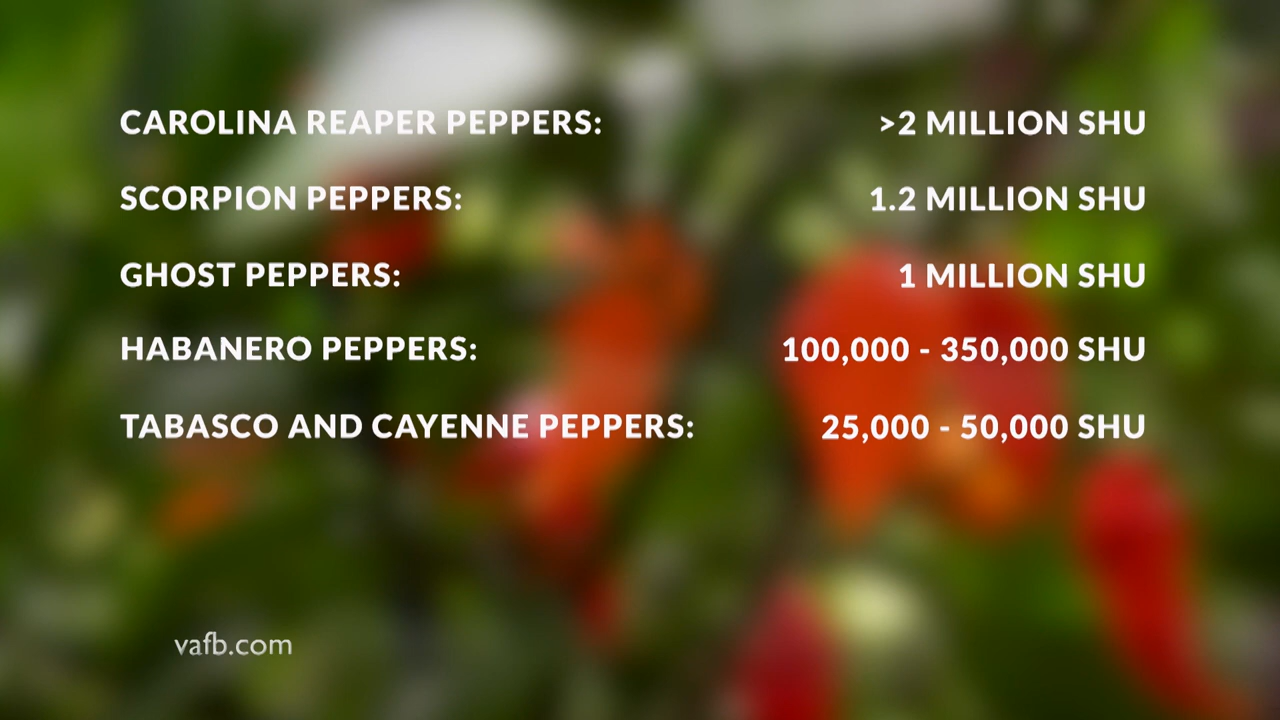 CAROLINA REAPER PEPPERS: >2 MILLION SHU
SCORPION PEPPERS: 1.2 MILLION SHU
GHOST PEPPERS: 1 MILLION SHU
HABANERO PEPPERS: 100,000 - 350,000 SHU
TABASCO AND CAYENNE PEPPERS: 25,000 - 50,000 SHU
vafb.com